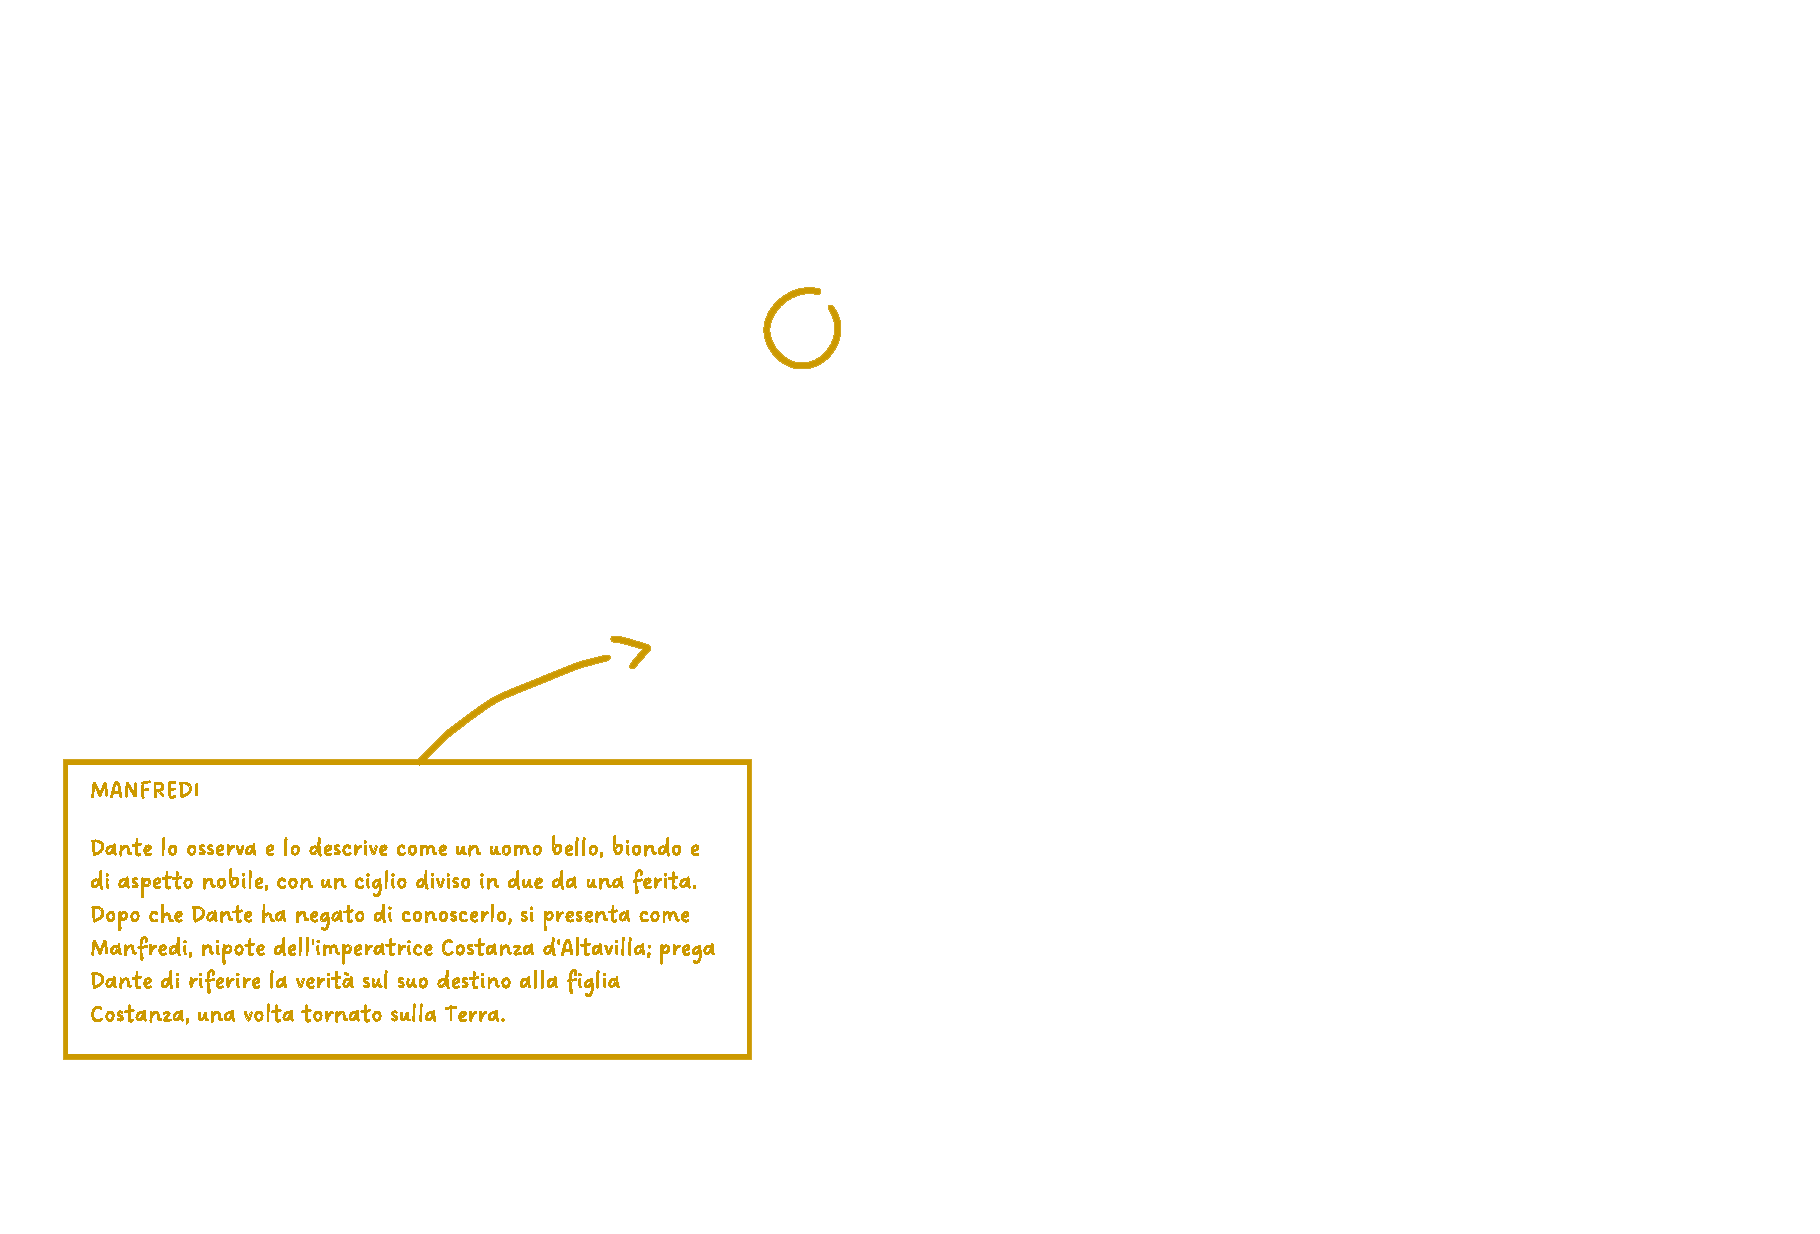 MANFREDI
Dante lo osserva e lo descrive come un uomo bello, biondo e
di aspetto nobile, con un ciglio diviso in due da una ferita.
Dopo che Dante ha negato di conoscerlo, si presenta come
Manfredi, nipote dell'imperatrice Costanza d'Altavilla; prega
Dante di riferire la verità sul suo destino alla figlia
Costanza, una volta tornato sulla Terra.